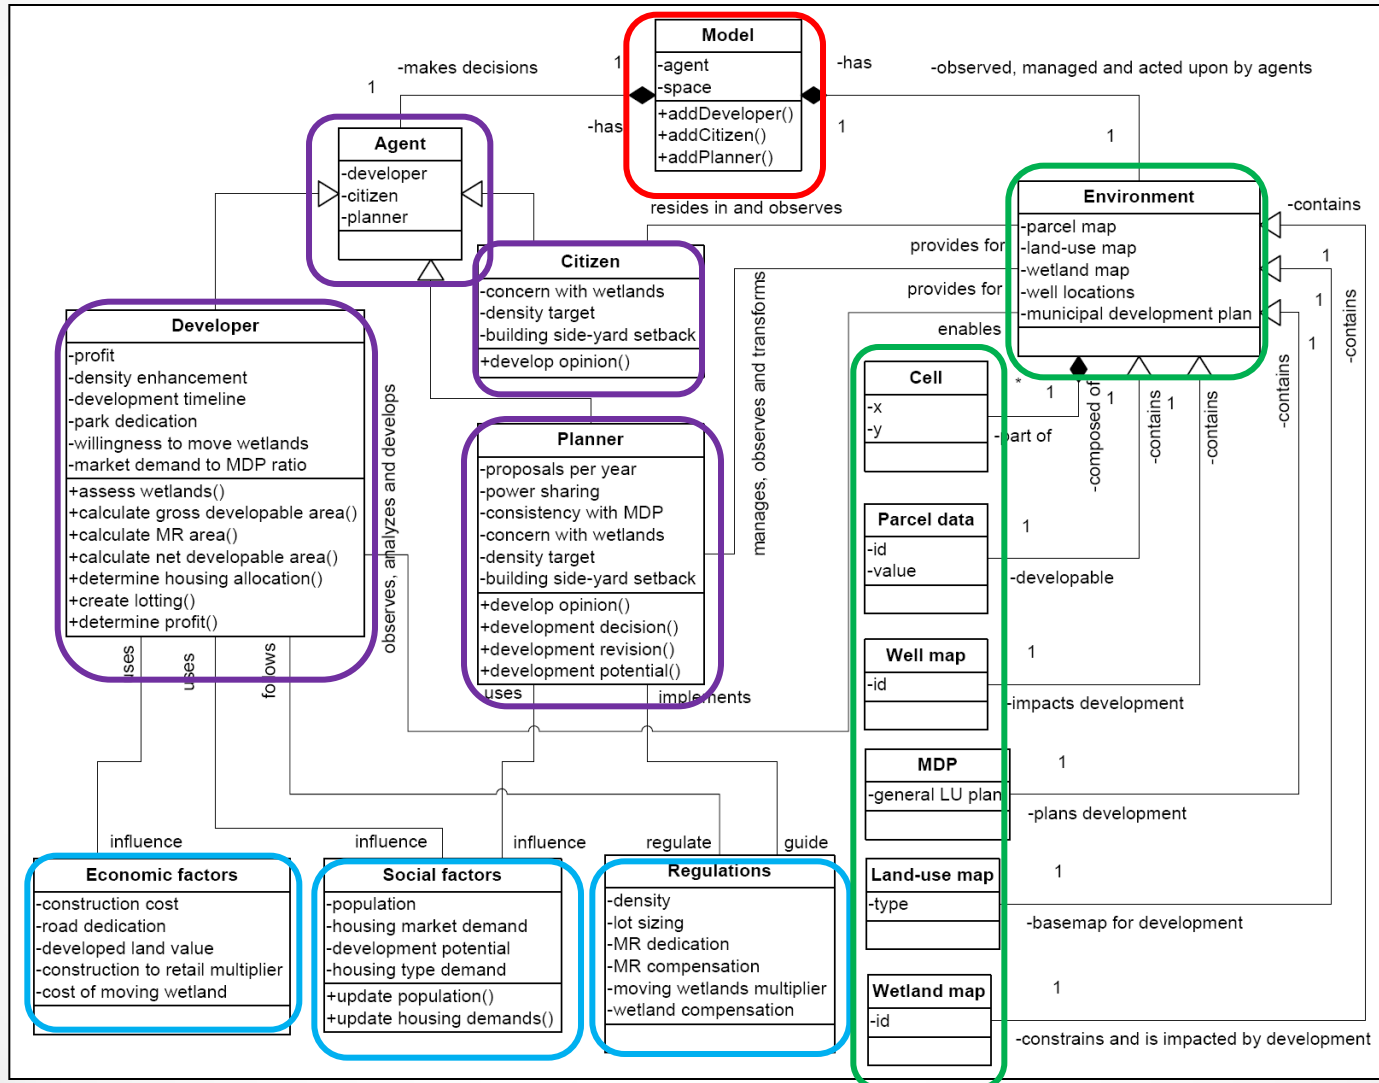 Model
-agent
-space
+addDeveloper()
+addCitizen()
+addPlanner()
-makes decisions
1
1
-has
-has
1
-observed, managed and acted upon by agents
1
Agent
-developer
-citizen
-planner
Environment
-parcel map
-land-use map
-wetland map
-well locations
-municipal development plan
-contains
1
1
1
-contains
-contains
resides in and observes
provides for
provides for
enables
manages, observes and transforms
observes, analyzes and develops
Citizen
-concern with wetlands
-density target
-building side-yard setback
+develop opinion()
Developer
-profit
-density enhancement
-development timeline
-park dedication
-willingness to move wetlands
-market demand to MDP ratio
+assess wetlands()
+calculate gross developable area()
+calculate MR area()
+calculate net developable area()
+determine housing allocation()
+create lotting()
+determine profit()
uses
uses
follows
Planner
-proposals per year
-power sharing
-consistency with MDP
-concern with wetlands
-density target
-building side-yard setback
+develop opinion()
+development decision()
+development revision()
+development potential()
uses
implements
Cell
-x
-y
*
1
1
1
-part of
-composed of
-contains
-contains
Parcel data
-id
-value
1
-developable
Well map
-id
1
-impacts development
MDP
-general LU plan
1
-plans development
Land-use map
-type
1
-basemap for development
Wetland map
-id
1
-constrains and is impacted by development
influence
influence
influence
regulate
guide
Economic factors
-construction cost
-road dedication
-developed land value
-construction to retail multiplier
-cost of moving wetland
Social factors
-population
-housing market demand
-development potential
-housing type demand
+update population()
+update housing demands()
Regulations
-density
-lot sizing
-MR dedication
-MR compensation
-moving wetlands multiplier
-wetland compensation